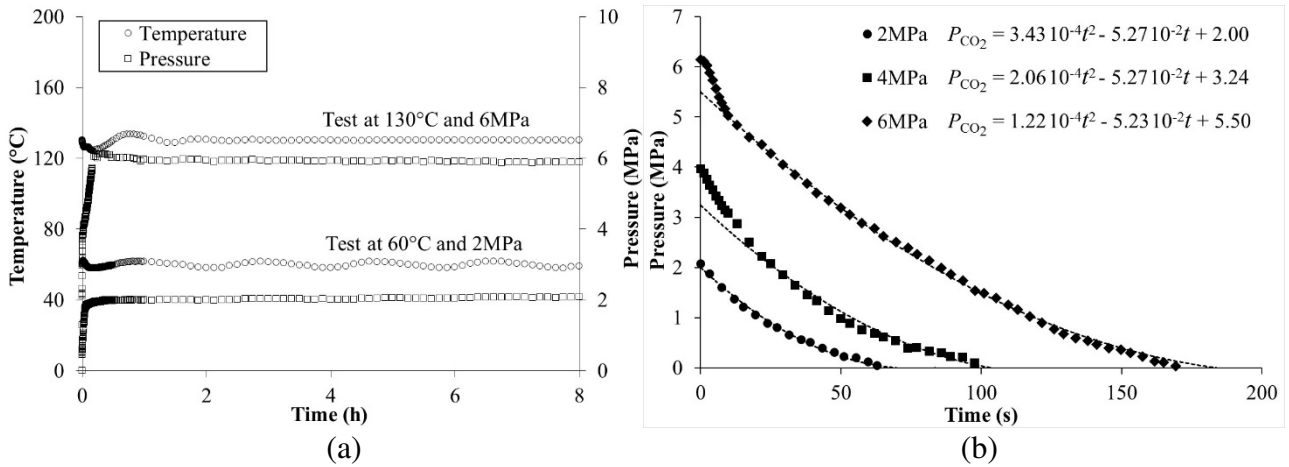 200
160
120
80
40
0
Temperature (°C)
Temperature
Pressure
Test at 130°C and 6MPa
Test at 60°C and 2MPa
10
8
6
4
2
0
Pressure (MPa)
0 2 4 6 8
Time (h)
(a)
7
6
5
4
3
2
1
0
Pressure (MPa)
2MPa P_CO₂ = 3.43 10⁻⁴t² - 5.27 10⁻²t + 2.00
4MPa P_CO₂ = 2.06 10⁻⁴t² - 5.27 10⁻²t + 3.24
6MPa P_CO₂ = 1.22 10⁻⁴t² - 5.23 10⁻²t + 5.50
0 50 100 150 200
Time (s)
(b)